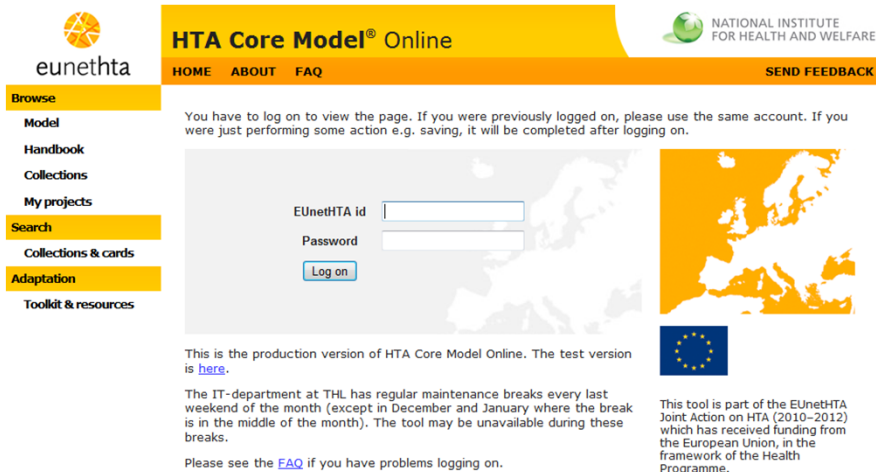 eunethta
HTA Core Model® Online
NATIONAL INSTITUTE
FOR HEALTH AND WELFARE
HOME ABOUT FAQ
SEND FEEDBACK
Browse
Model
Handbook
Collections
My projects
Search
Collections & cards
Adaptation
Toolkit & resources
You have to log on to view the page. If you were previously logged on, please use the same account. If you
were just performing some action e.g. saving, it will be completed after logging on.
EUnetHTA id
Password
Log on
This is the production version of HTA Core Model Online. The test version
is here.
The IT-department at THL has regular maintenance breaks every last
weekend of the month (except in December and January where the break
is in the middle of the month). The tool may be unavailable during these
breaks.
Please see the FAQ if you have problems logging on.
This tool is part of the EUnetHTA
Joint Action on HTA (2010–2012)
which has received funding from
the European Union, in the
framework of the Health
Programme.